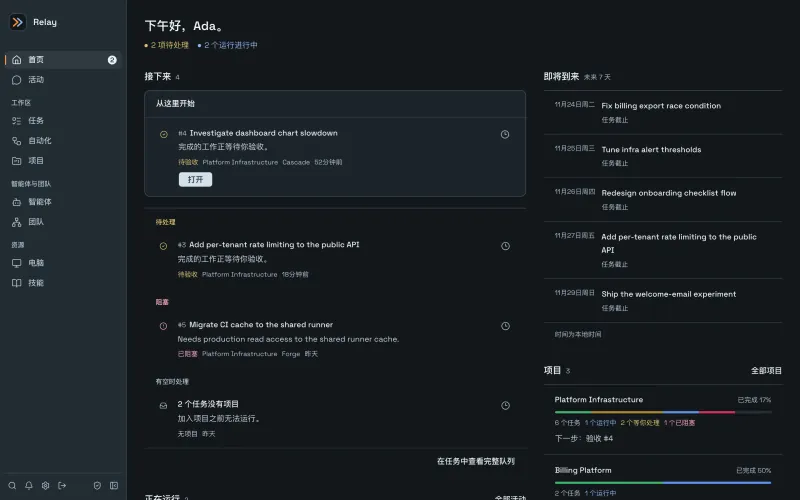 Relay
首页
2
活动
工作区
任务
自动化
项目
智能体与团队
智能体
团队
资源
电脑
技能
下午好，Ada。
2 项待处理
2 个运行进行中
接下来 4
从这里开始
#4 Investigate dashboard chart slowdown
完成的工作正等待你验收。
待验收 Platform Infrastructure Cascade 52分钟前
打开
待处理
#3 Add per-tenant rate limiting to the public API
完成的工作正等待你验收。
待验收 Platform Infrastructure 18分钟前
阻塞
#5 Migrate CI cache to the shared runner
Needs production read access to the shared runner cache.
已阻塞 Platform Infrastructure Forge 昨天
有空时处理
2 个任务没有项目
加入项目之前无法运行。
无项目 昨天
在任务中查看完整队列
正在运行 2
全部活动
即将到来 未来 7 天
11月24日周二 Fix billing export race condition
任务截止
11月25日周三 Tune infra alert thresholds
任务截止
11月26日周四 Redesign onboarding checklist flow
任务截止
11月27日周五 Add per-tenant rate limiting to the public
API
任务截止
11月29日周日 Ship the welcome-email experiment
任务截止
时间为本地时间
项目 3
全部项目
Platform Infrastructure
已完成 17%
6 个任务 1 个运行中 2 个等你处理 1 个已阻塞
下一步：验收 #4
Billing Platform
已完成 50%
2 个任务 1 个运行中